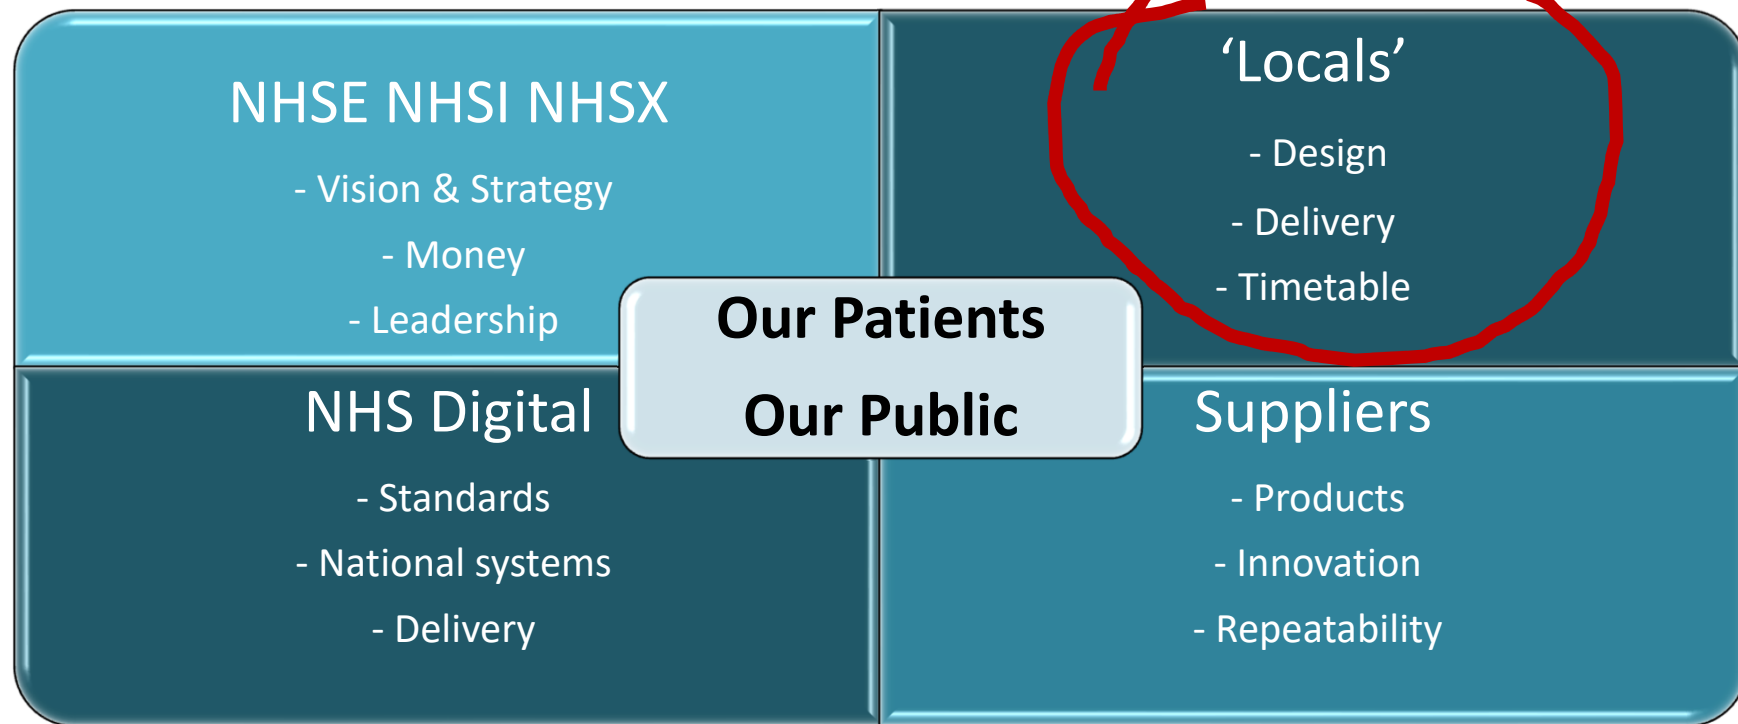 NHSE NHSI NHSX
- Vision & Strategy
- Money
- Leadership
‘Locals’
- Design
- Delivery
- Timetable
Our Patients
Our Public
NHS Digital
- Standards
- National systems
- Delivery
Suppliers
- Products
- Innovation
- Repeatability